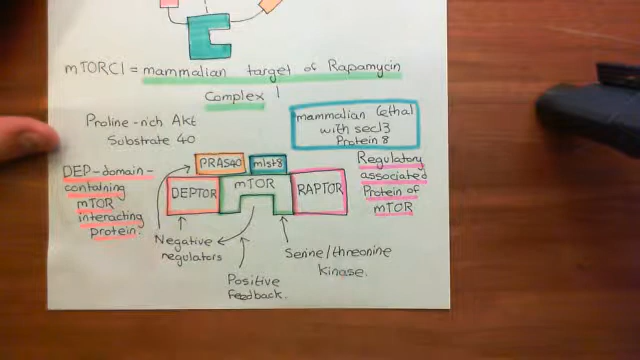 mTORC1 = mammalian target of Rapamycin
Complex 1
Proline-rich Akt
Substrate 40
mammalian lethal
with sec13
Protein 8
DEP-domain-
containing
mTOR
interacting
protein.
PRAS40
mlst8
DEPTOR
mTOR
RAPTOR
Regulatory
associated
Protein of
mTOR
Negative
regulators
Positive
Feedback.
Serine/threonine
kinase.